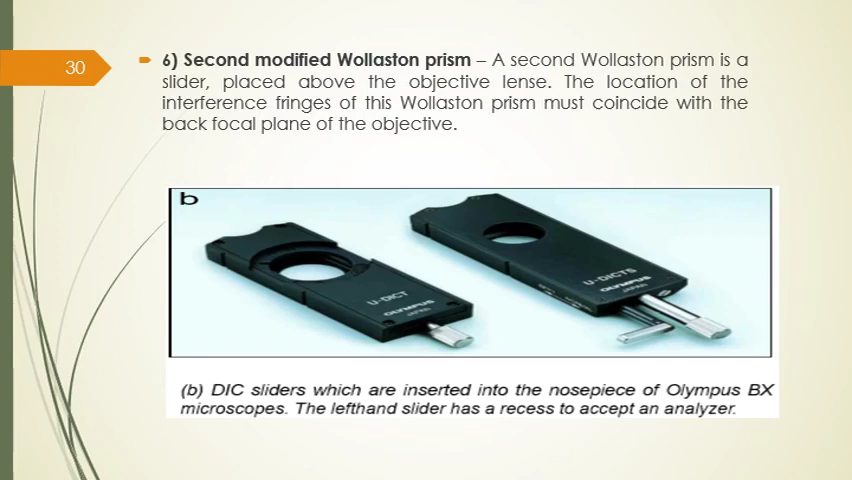 30
6) Second modified Wollaston prism – A second Wollaston prism is a
slider, placed above the objective lense. The location of the
interference fringes of this Wollaston prism must coincide with the
back focal plane of the objective.
b
U-DICT
OLYMPUS
JAPAN
U-DICTS
OLYMPUS
JAPAN
(b) DIC sliders which are inserted into the nosepiece of Olympus BX
microscopes. The lefthand slider has a recess to accept an analyzer.